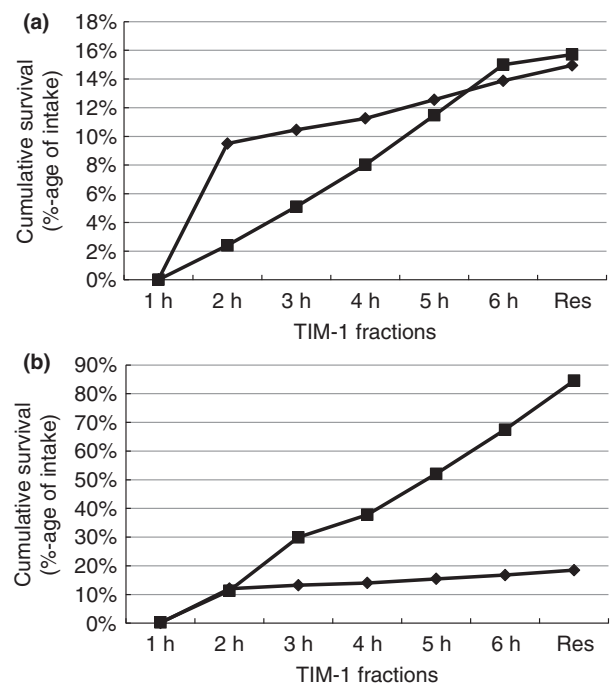 (a)
18%
16%
14%
12%
10%
8%
6%
4%
2%
0%
Cumulative survival
(%-age of intake)
1 h 2 h 3 h 4 h 5 h 6 h Res
TIM-1 fractions
(b)
90%
80%
70%
60%
50%
40%
30%
20%
10%
0%
Cumulative survival
(%-age of intake)
1 h 2 h 3 h 4 h 5 h 6 h Res
TIM-1 fractions